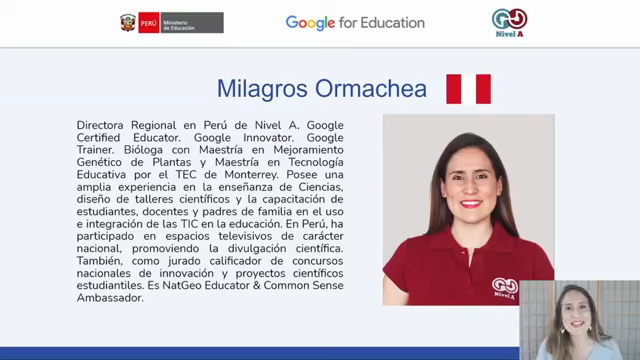 PERÚ
Ministerio
de Educación
Google for Education
Nivel A
Milagros Ormachea
Directora Regional en Perú de Nivel A. Google
Certified Educator. Google Innovator. Google
Trainer. Bióloga con Maestría en Mejoramiento
Genético de Plantas y Maestría en Tecnología
Educativa por el TEC de Monterrey. Posee una
amplia experiencia en la enseñanza de Ciencias,
diseño de talleres científicos y la capacitación de
estudiantes, docentes y padres de familia en el uso
e integración de las TIC en la educación. En Perú, ha
participado en espacios televisivos de carácter
nacional, promoviendo la divulgación científica.
También, como jurado calificador de concursos
nacionales de innovación y proyectos científicos
estudiantiles. Es NatGeo Educator & Common Sense
Ambassador.
Nivel A